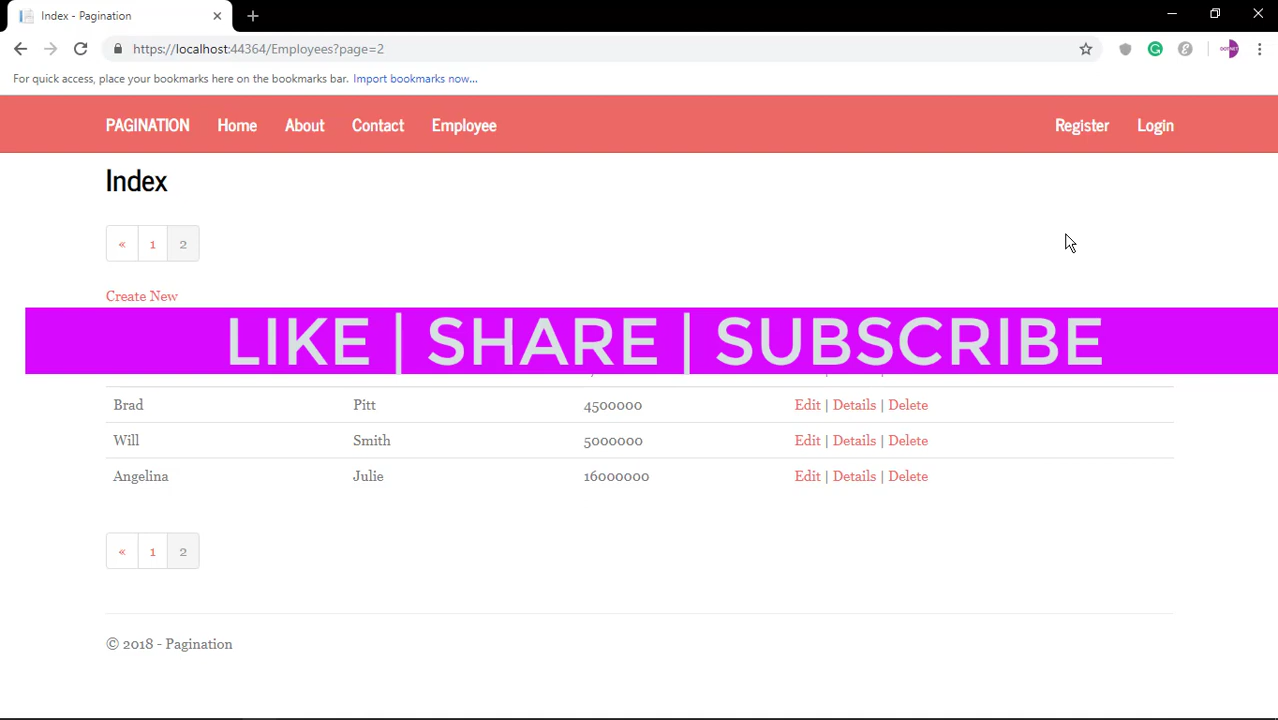 Index - Pagination
https://localhost:44364/Employees?page=2
For quick access, place your bookmarks here on the bookmarks bar. Import bookmarks now...
PAGINATION Home About Contact Employee Register Login
Index
« 1 2
Create New
LIKE | SHARE | SUBSCRIBE
Brad Pitt 4500000 Edit | Details | Delete
Will Smith 5000000 Edit | Details | Delete
Angelina Julie 16000000 Edit | Details | Delete
« 1 2
© 2018 - Pagination